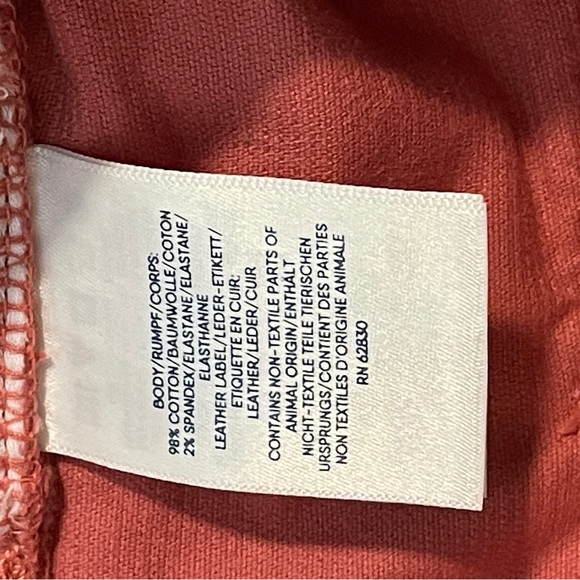 BODY/RUMPF/CORPS:
98% COTTON/BAUMWOLLE/COTON
2% SPANDEX/ELASTANE/ELASTANE/
ELASTHANNE
LEATHER LABEL/LEDER-ETIKETT/
ETIQUETTE EN CUIR:
LEATHER/LEDER/CUIR
CONTAINS NON-TEXTILE PARTS OF
ANIMAL ORIGIN/ENTHÄLT
NICHT-TEXTILE TEILE TIERISCHEN
URSPRUNGS/CONTIENT DES PARTIES
NON TEXTILES D'ORIGINE ANIMALE
RN 62830